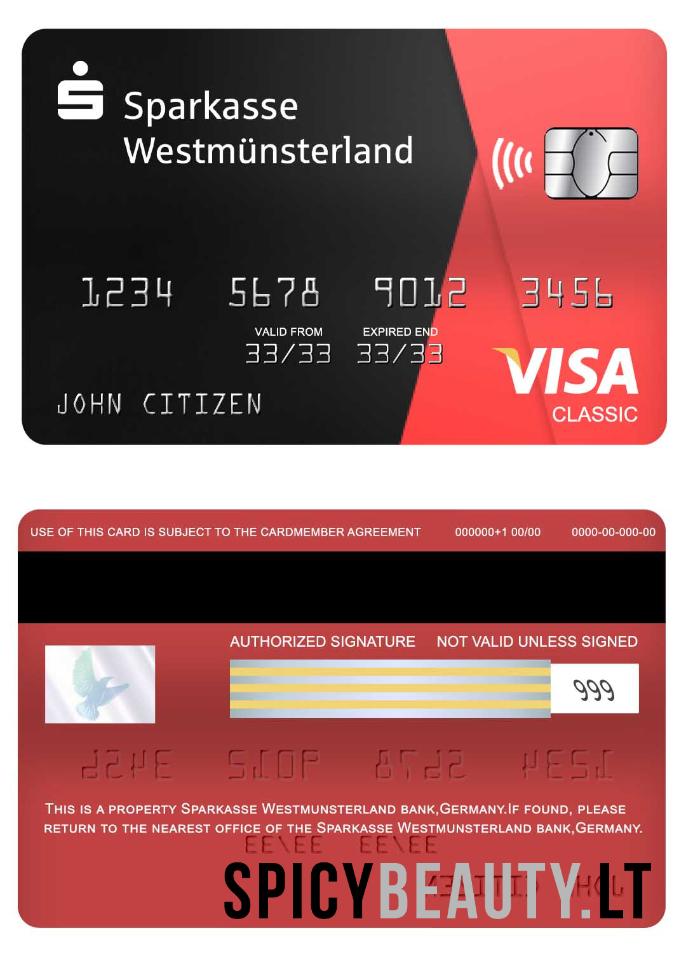 Sparkasse
Westmünsterland
1234 5678 9012 3456
VALID FROM EXPIRED END
33/33 33/33
JOHN CITIZEN
VISA
CLASSIC
USE OF THIS CARD IS SUBJECT TO THE CARDMEMBER AGREEMENT 000000+1 00/00 0000-00-000-00
AUTHORIZED SIGNATURE NOT VALID UNLESS SIGNED
999
THIS IS A PROPERTY SPARKASSE WESTMUNSTERLAND BANK,GERMANY.IF FOUND, PLEASE
RETURN TO THE NEAREST OFFICE OF THE SPARKASSE WESTMUNSTERLAND BANK,GERMANY.
SPICYBEAUTY.LT